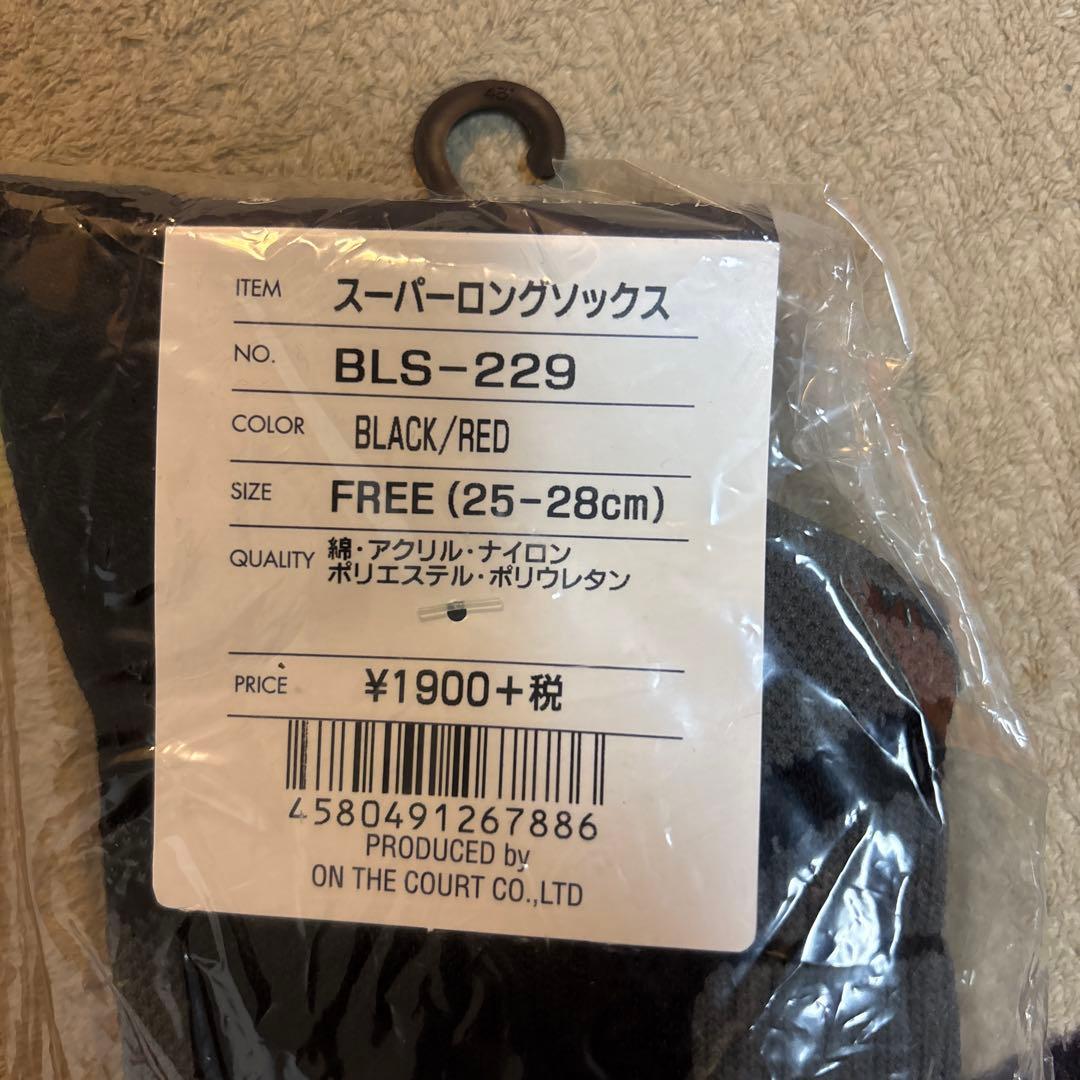 ITEM スーパーロングソックス
NO. BLS-229
COLOR BLACK/RED
SIZE FREE (25-28cm)
QUALITY 綿・アクリル・ナイロン
ポリエステル・ポリウレタン
PRICE ¥1900+税
4580491267886
PRODUCED by
ON THE COURT CO.,LTD